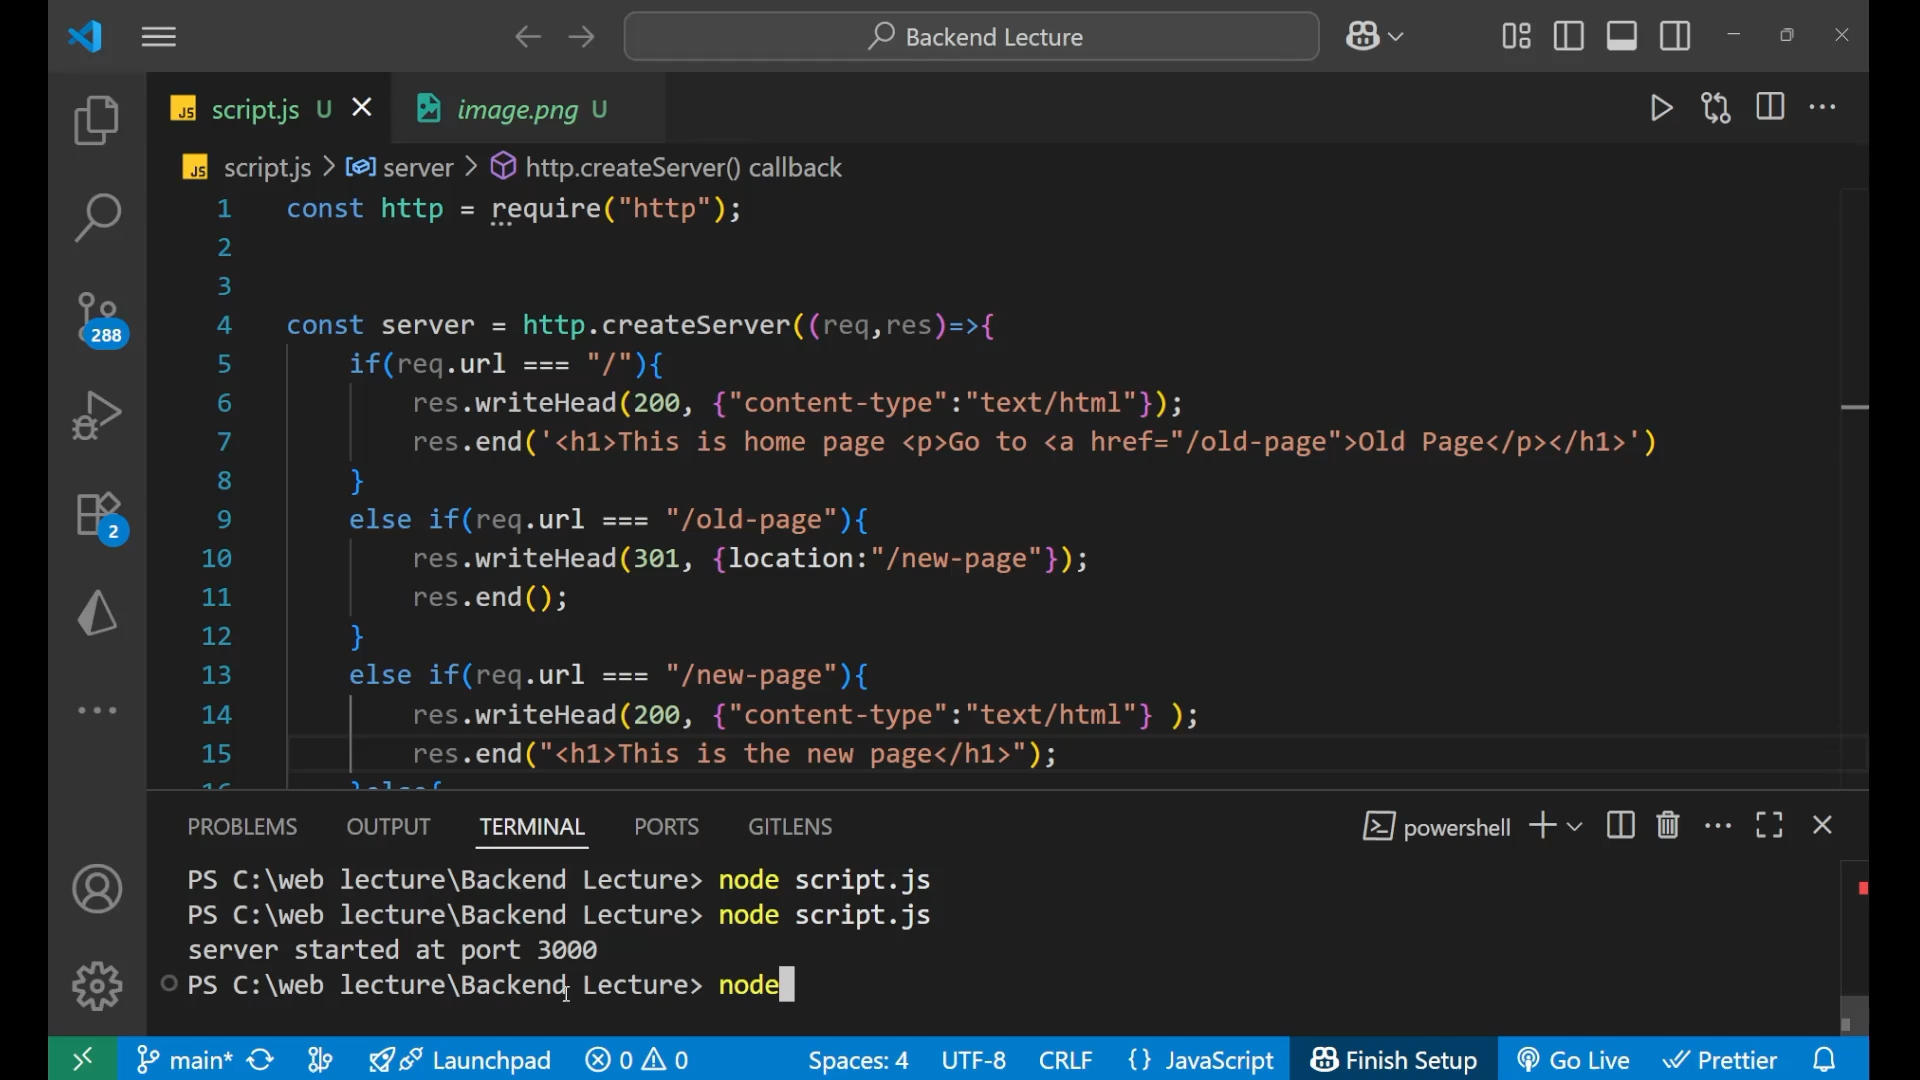 Backend Lecture
JS script.js U image.png U
JS script.js > server > http.createServer() callback
1 const http = require("http");
2
3
4 const server = http.createServer((req,res)=>{
5 if(req.url === "/"){
6 res.writeHead(200, {"content-type":"text/html"});
7 res.end('<h1>This is home page <p>Go to <a href="/old-page">Old Page</p></h1>')
8 }
9 else if(req.url === "/old-page"){
10 res.writeHead(301, {location:"/new-page"});
11 res.end();
12 }
13 else if(req.url === "/new-page"){
14 res.writeHead(200, {"content-type":"text/html"} );
15 res.end("<h1>This is the new page</h1>");
16 }else{
288
2
PROBLEMS OUTPUT TERMINAL PORTS GITLENS powershell
PS C:\web lecture\Backend Lecture> node script.js
PS C:\web lecture\Backend Lecture> node script.js
server started at port 3000
PS C:\web lecture\Backend Lecture> node
main* Launchpad 0 0 Spaces: 4 UTF-8 CRLF {} JavaScript Finish Setup Go Live Prettier